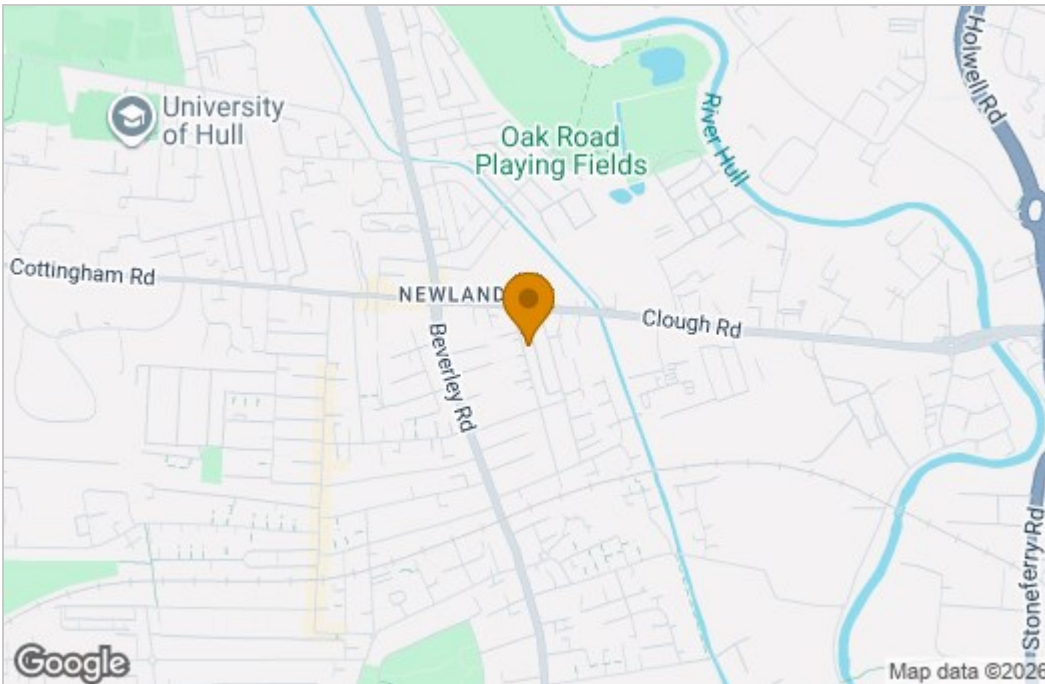 University
of Hull
Oak Road
Playing Fields
River Hull
Holwell Rd
Cottingham Rd
NEWLAND
Clough Rd
Beverley Rd
Stoneferry Rd
Google
Map data ©2026